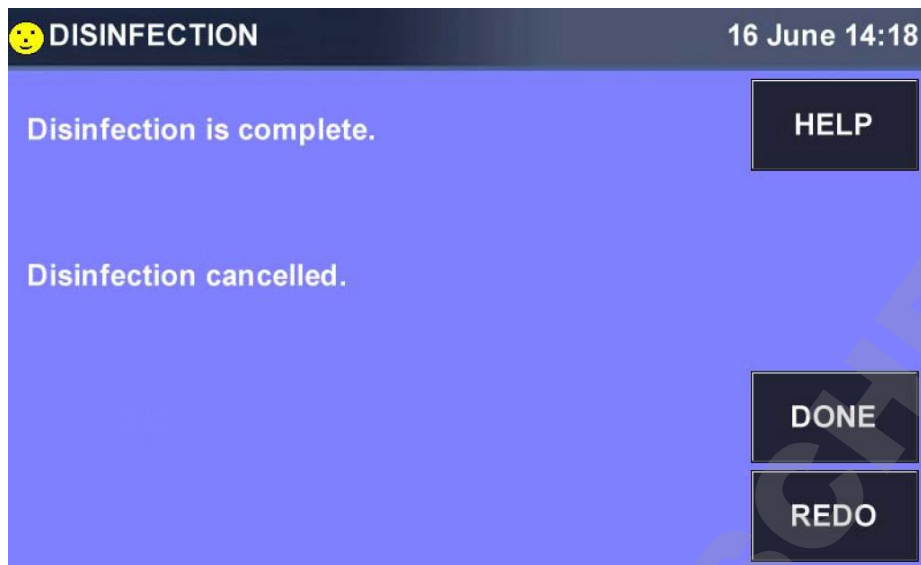 DISINFECTION 16 June 14:18
Disinfection is complete.
HELP
Disinfection cancelled.
DONE
REDO